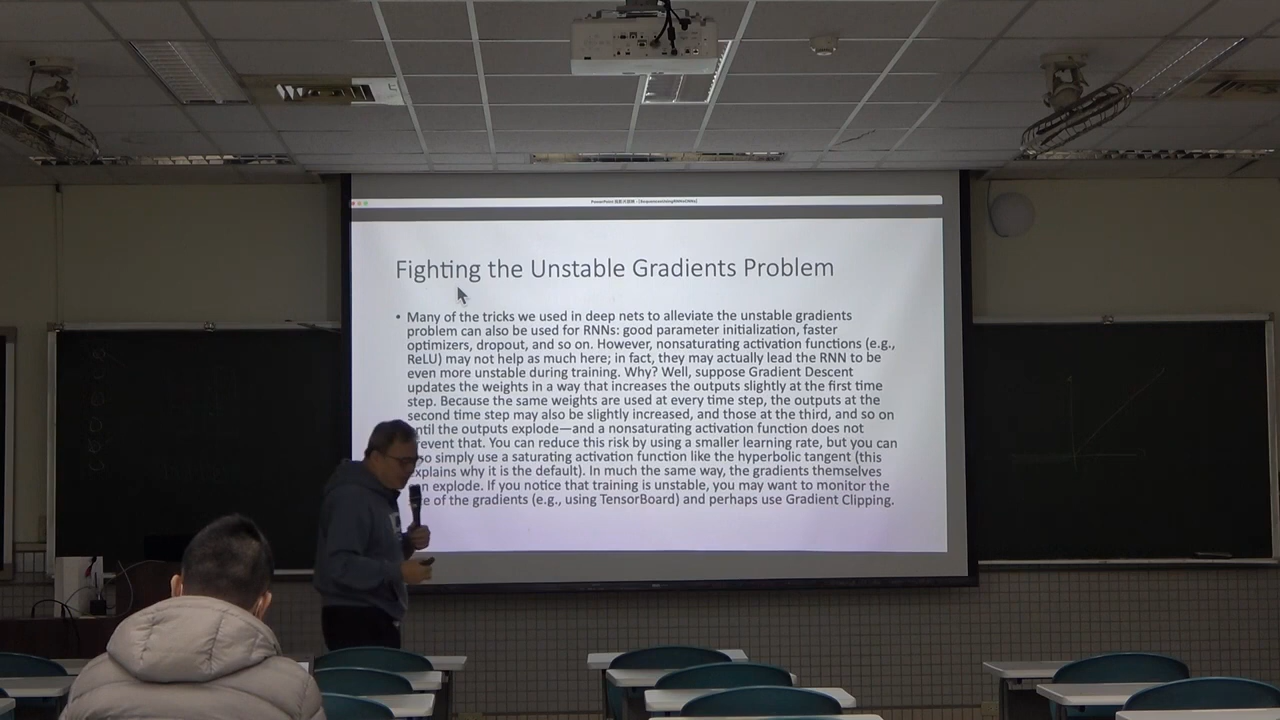 Fighting the Unstable Gradients Problem
• Many of the tricks we used in deep nets to alleviate the unstable gradients
problem can also be used for RNNs: good parameter initialization, faster
optimizers, dropout, and so on. However, nonsaturating activation functions (e.g.,
ReLU) may not help as much here; in fact, they may actually lead the RNN to be
even more unstable during training. Why? Well, suppose Gradient Descent
updates the weights in a way that increases the outputs slightly at the first time
step. Because the same weights are used at every time step, the outputs at the
second time step may also be slightly increased, and those at the third, and so on
until the outputs explode—and a nonsaturating activation function does not
prevent that. You can reduce this risk by using a smaller learning rate, but you can
simply use a saturating activation function like the hyperbolic tangent (this
explains why it is the default). In much the same way, the gradients themselves
explode. If you notice that training is unstable, you may want to monitor the
of the gradients (e.g., using TensorBoard) and perhaps use Gradient Clipping.